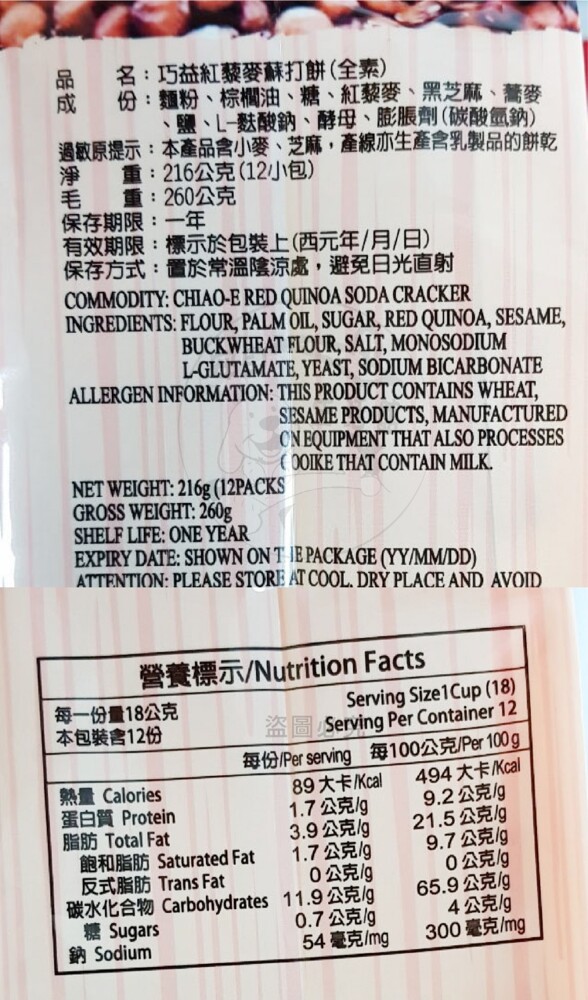 品　　名：巧益紅藜麥蘇打餅(全素)
成　　份：麵粉、棕櫚油、糖、紅藜麥、黑芝麻、蕎麥
、鹽、L-麩酸鈉、酵母、膨脹劑(碳酸氫鈉)
過敏原提示：本產品含小麥、芝麻，產線亦生產含乳製品的餅乾
淨　　重：216公克(12小包)
毛　　重：260公克
保存期限：一年
有效期限：標示於包裝上(西元年/月/日)
保存方式：置於常溫陰涼處，避免日光直射
COMMODITY: CHIAO-E RED QUINOA SODA CRACKER
INGREDIENTS: FLOUR, PALM OIL, SUGAR, RED QUINOA, SESAME,
BUCKWHEAT FLOUR, SALT, MONOSODIUM
L-GLUTAMATE, YEAST, SODIUM BICARBONATE
ALLERGEN INFORMATION: THIS PRODUCT CONTAINS WHEAT,
SESAME PRODUCTS, MANUFACTURED
ON EQUIPMENT THAT ALSO PROCESSES
COOIKE THAT CONTAIN MILK.
NET WEIGHT: 216g (12PACKS
GROSS WEIGHT: 260g
SHELF LIFE: ONE YEAR
EXPIRY DATE: SHOWN ON THE PACKAGE (YY/MM/DD)
ATTENTION: PLEASE STORE AT COOL, DRY PLACE AND AVOID
營養標示/Nutrition Facts
每一份量18公克 Serving Size1Cup (18)
本包裝含12份 Serving Per Container 12
盜圖
每份/Per serving 每100公克/Per 100 g
熱量 Calories 89 大卡/Kcal 494 大卡/Kcal
蛋白質 Protein 1.7 公克/g 9.2 公克/g
脂肪 Total Fat 3.9 公克/g 21.5 公克/g
飽和脂肪 Saturated Fat 1.7 公克/g 9.7 公克/g
反式脂肪 Trans Fat 0 公克/g 0 公克/g
碳水化合物 Carbohydrates 11.9 公克/g 65.9 公克/g
糖 Sugars 0.7 公克/g 4 公克/g
鈉 Sodium 54 毫克/mg 300 毫克/mg